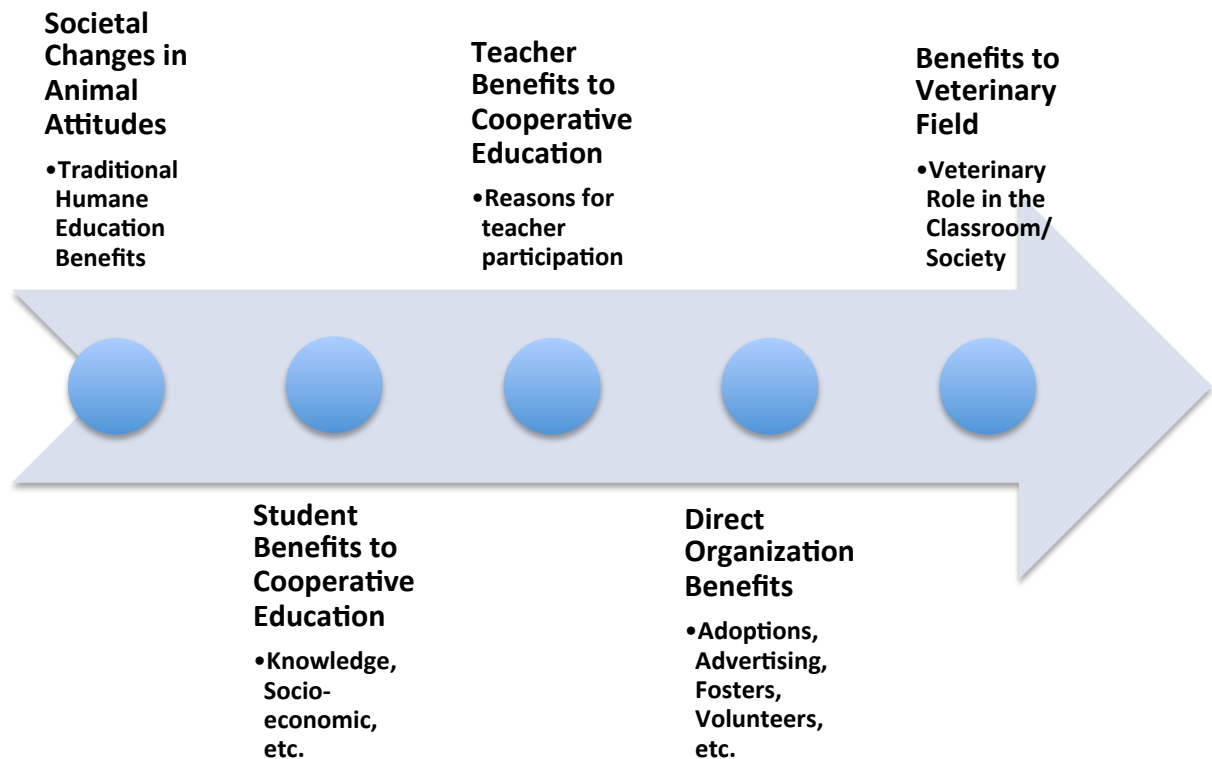 Societal
Changes in
Animal
Attitudes
•Traditional
Humane
Education
Benefits
Student
Benefits to
Cooperative
Education
•Knowledge,
Socio-
economic,
etc.
Teacher
Benefits to
Cooperative
Education
•Reasons for
teacher
participation
Direct
Organization
Benefits
•Adoptions,
Advertising,
Fosters,
Volunteers,
etc.
Benefits to
Veterinary
Field
•Veterinary
Role in the
Classroom/
Society